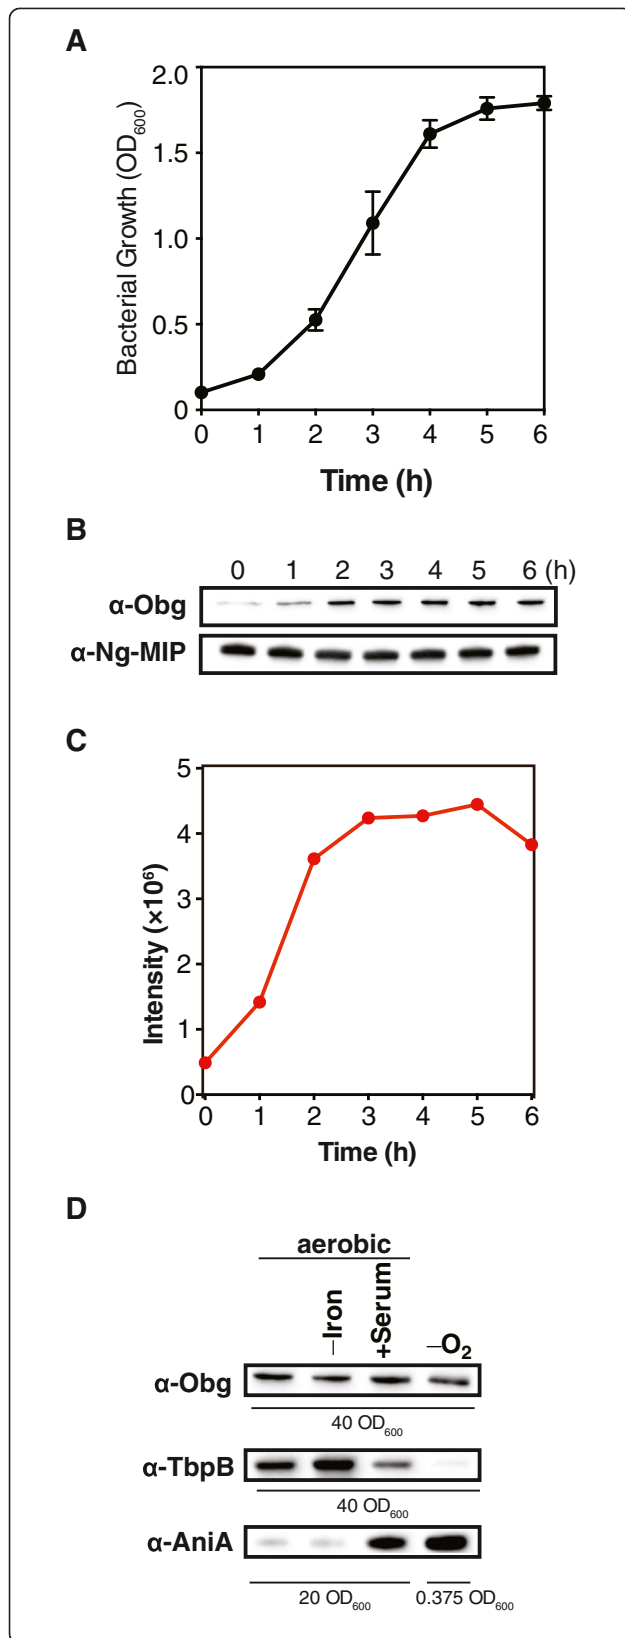 A
2.0
1.5
1.0
0.5
0
Bacterial Growth (OD600)
0 1 2 3 4 5 6
Time (h)
B
0 1 2 3 4 5 6 (h)
α-Obg
α-Ng-MIP
C
5
4
3
2
1
0
Intensity (×10⁶)
0 1 2 3 4 5 6
Time (h)
D
aerobic
–Iron
+Serum
–O2
α-Obg
40 OD600
α-TbpB
40 OD600
α-AniA
20 OD600 0.375 OD600